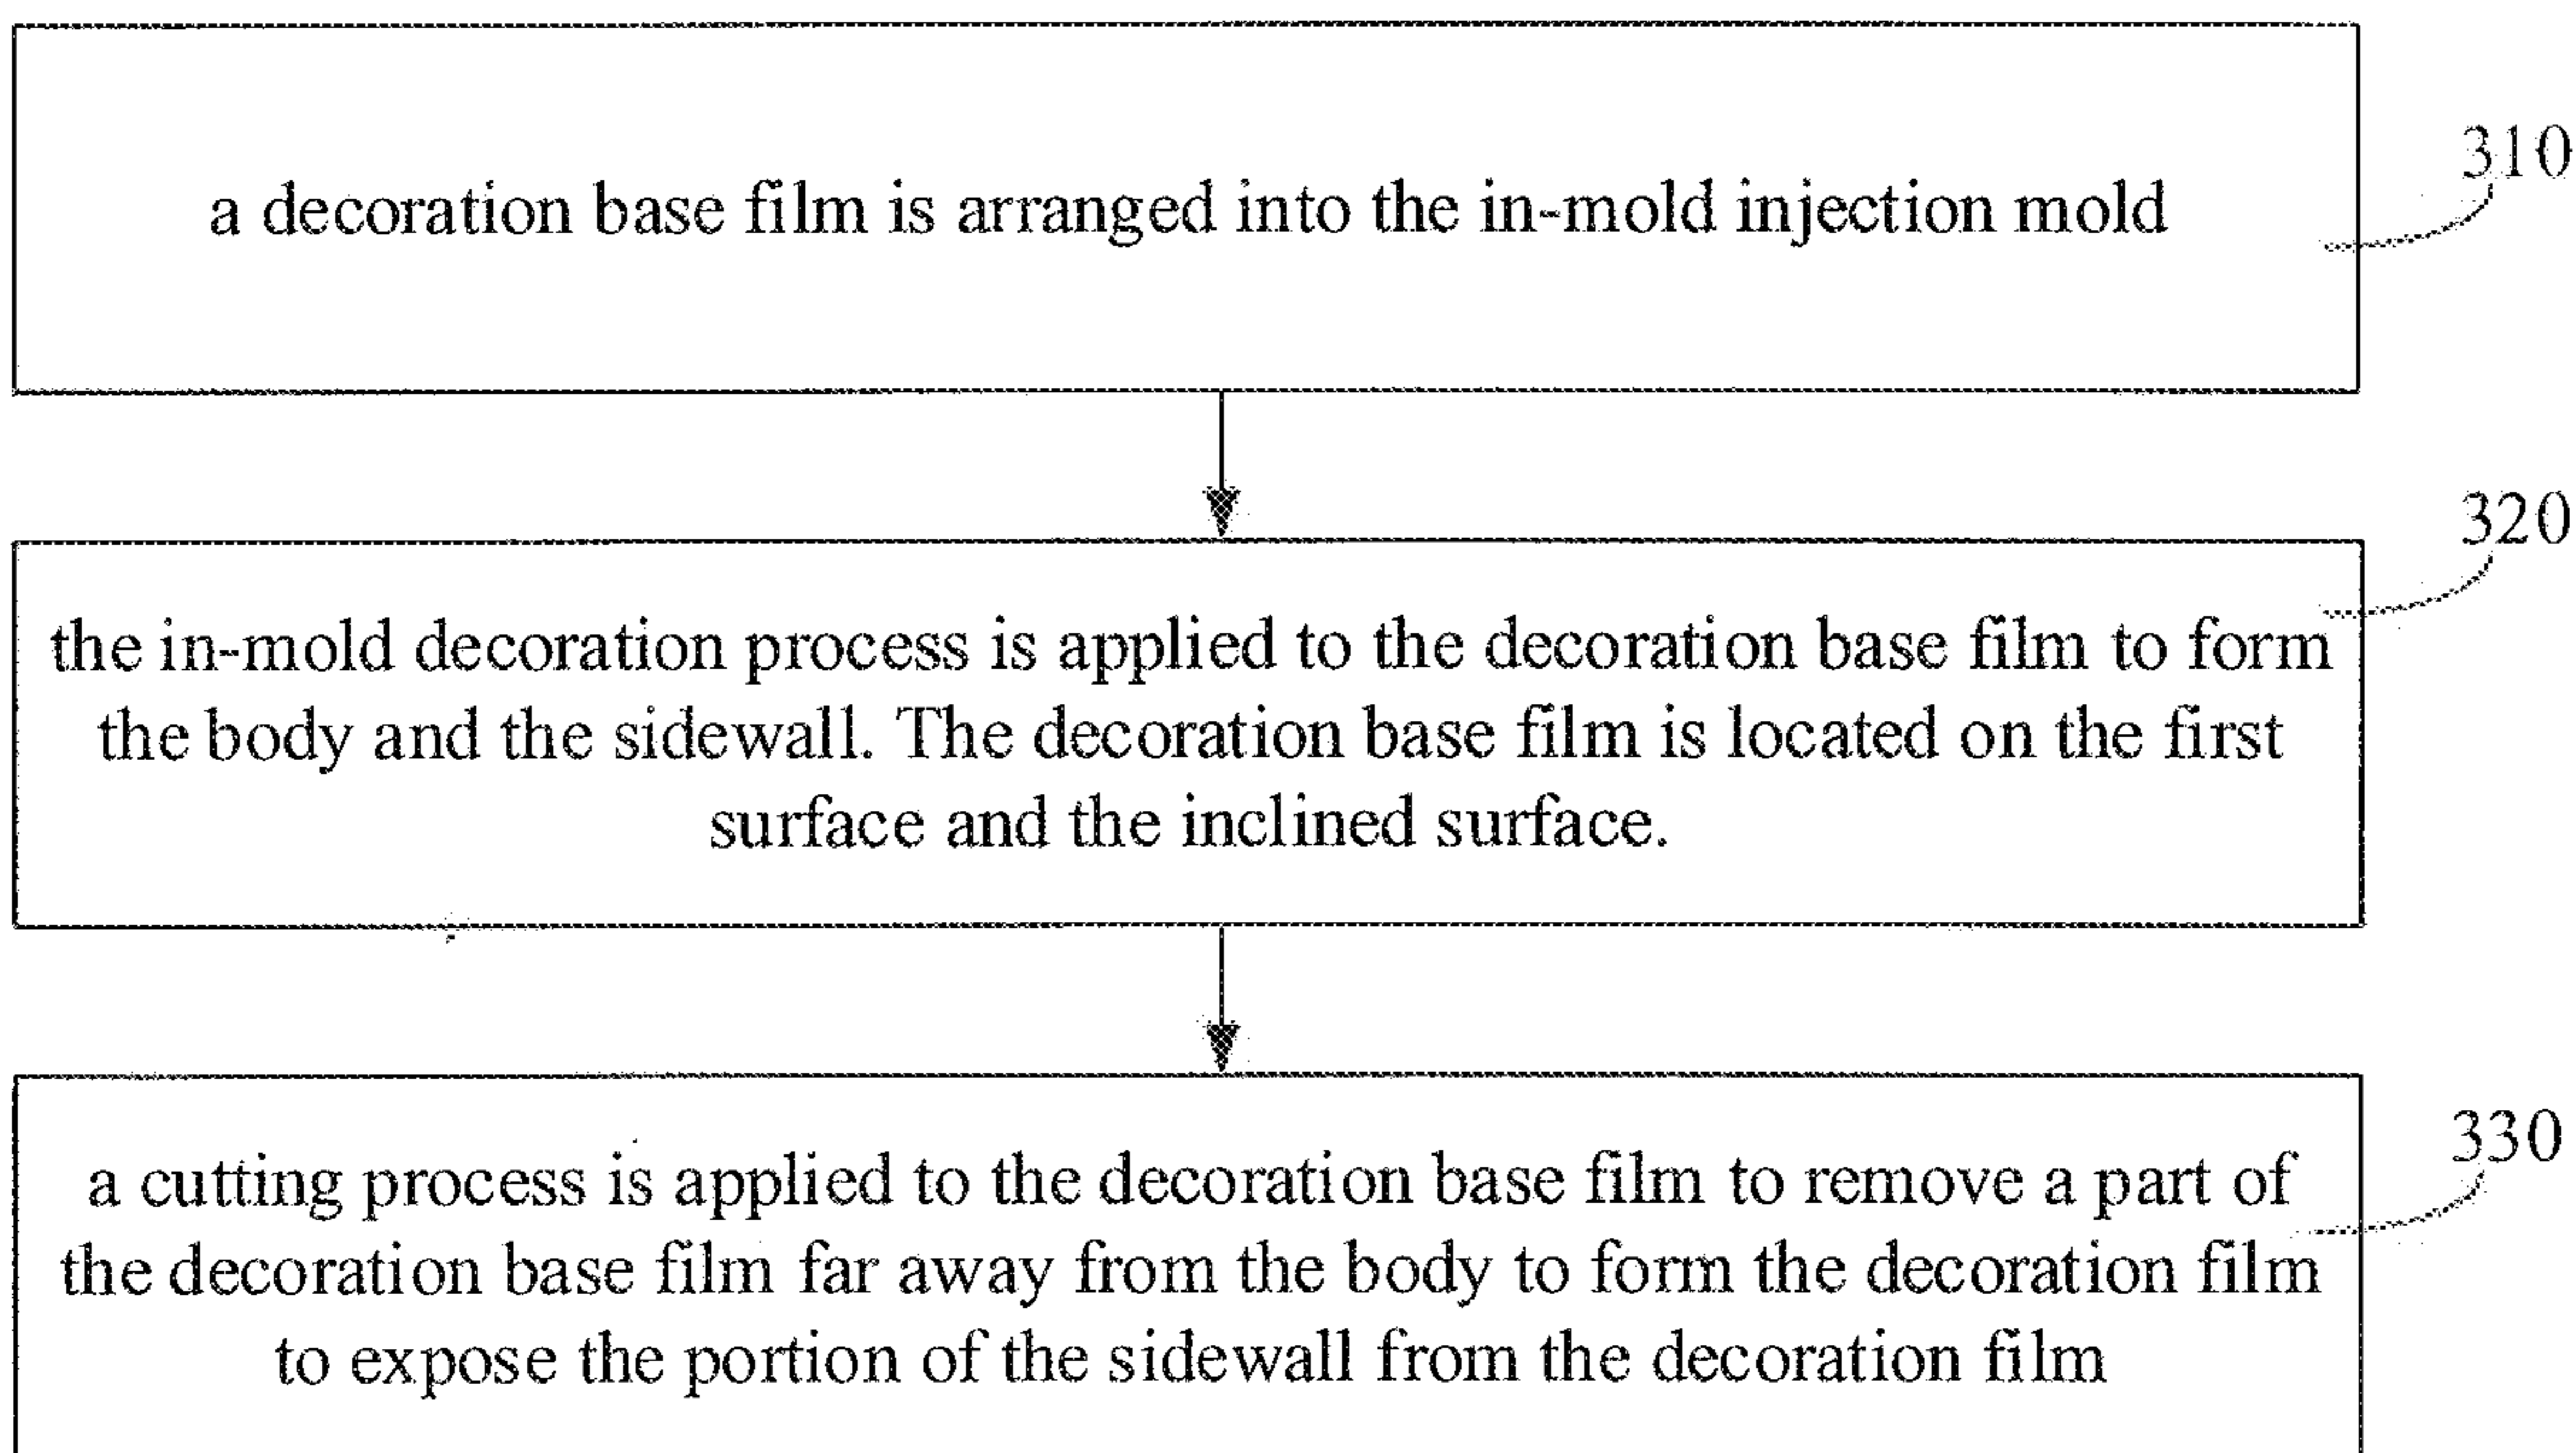 310
a decoration base film is arranged into the in-mold injection mold
320
the in-mold decoration process is applied to the decoration base film to form
the body and the sidewall. The decoration base film is located on the first
surface and the inclined surface.
330
a cutting process is applied to the decoration base film to remove a part of
the decoration base film far away from the body to form the decoration film
to expose the portion of the sidewall from the decoration film